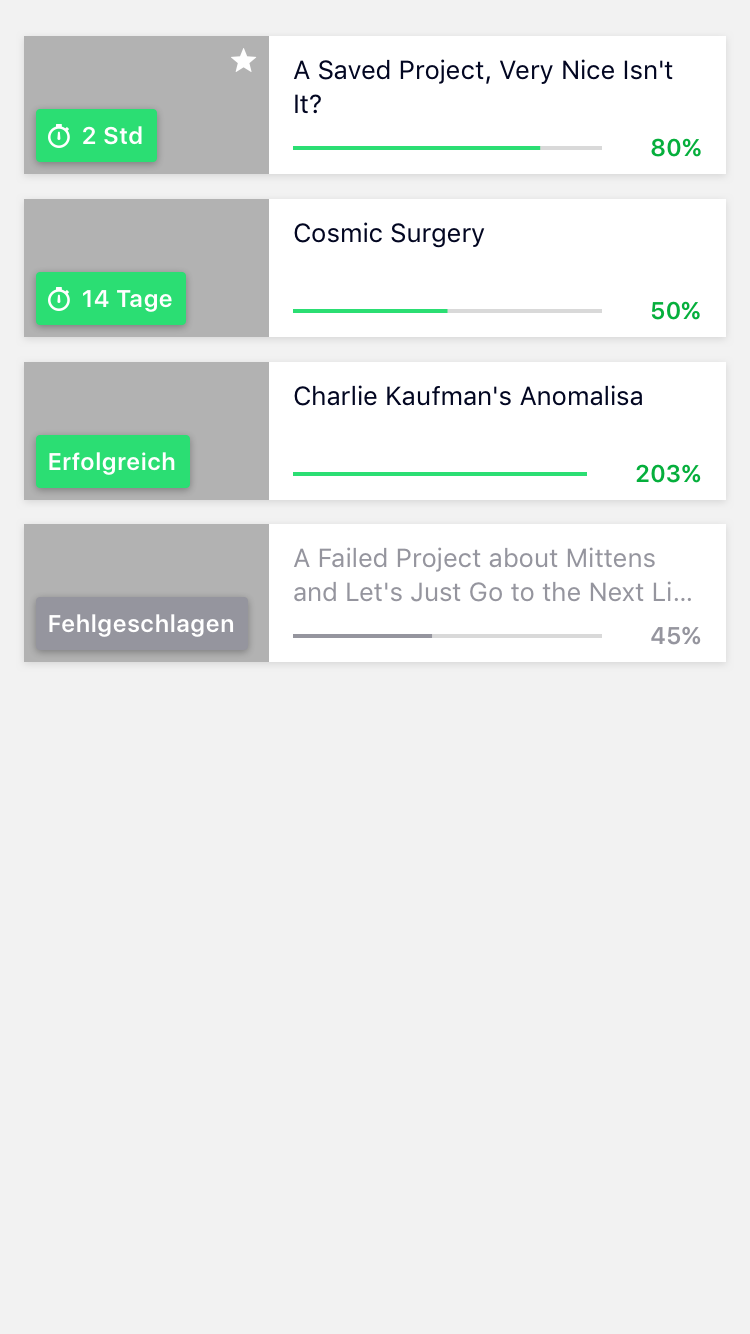 A Saved Project, Very Nice Isn't
It?
2 Std
80%
Cosmic Surgery
14 Tage
50%
Charlie Kaufman's Anomalisa
Erfolgreich
203%
A Failed Project about Mittens
and Let's Just Go to the Next Li...
Fehlgeschlagen
45%